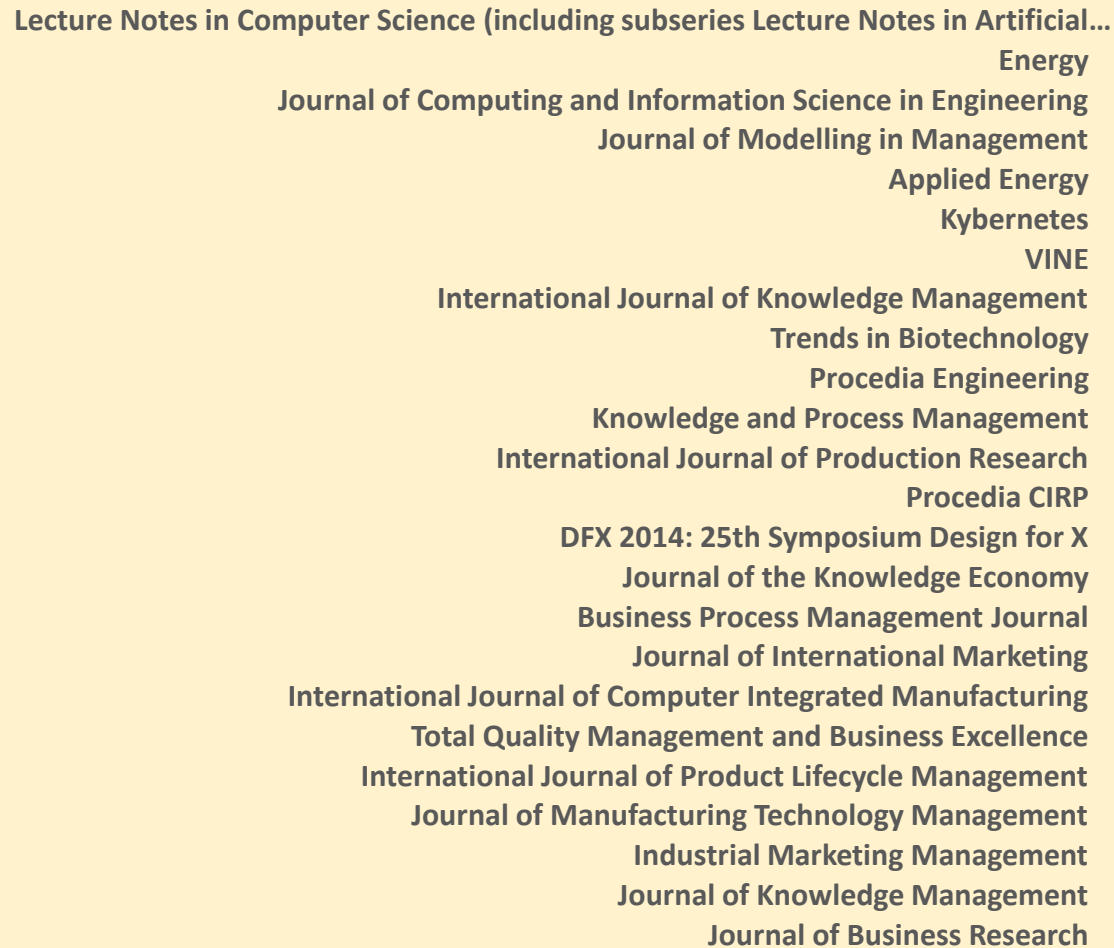 Lecture Notes in Computer Science (including subseries Lecture Notes in Artificial…
Energy
Journal of Computing and Information Science in Engineering
Journal of Modelling in Management
Applied Energy
Kybernetes
VINE
International Journal of Knowledge Management
Trends in Biotechnology
Procedia Engineering
Knowledge and Process Management
International Journal of Production Research
Procedia CIRP
DFX 2014: 25th Symposium Design for X
Journal of the Knowledge Economy
Business Process Management Journal
Journal of International Marketing
International Journal of Computer Integrated Manufacturing
Total Quality Management and Business Excellence
International Journal of Product Lifecycle Management
Journal of Manufacturing Technology Management
Industrial Marketing Management
Journal of Knowledge Management
Journal of Business Research